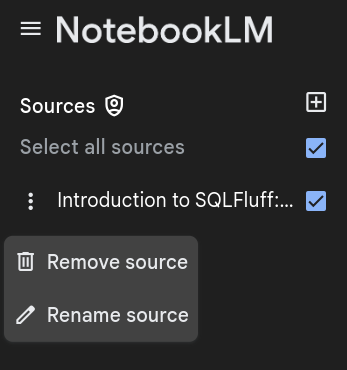 NotebookLM
Sources
Select all sources
Introduction to SQLFluff:...
Remove source
Rename source